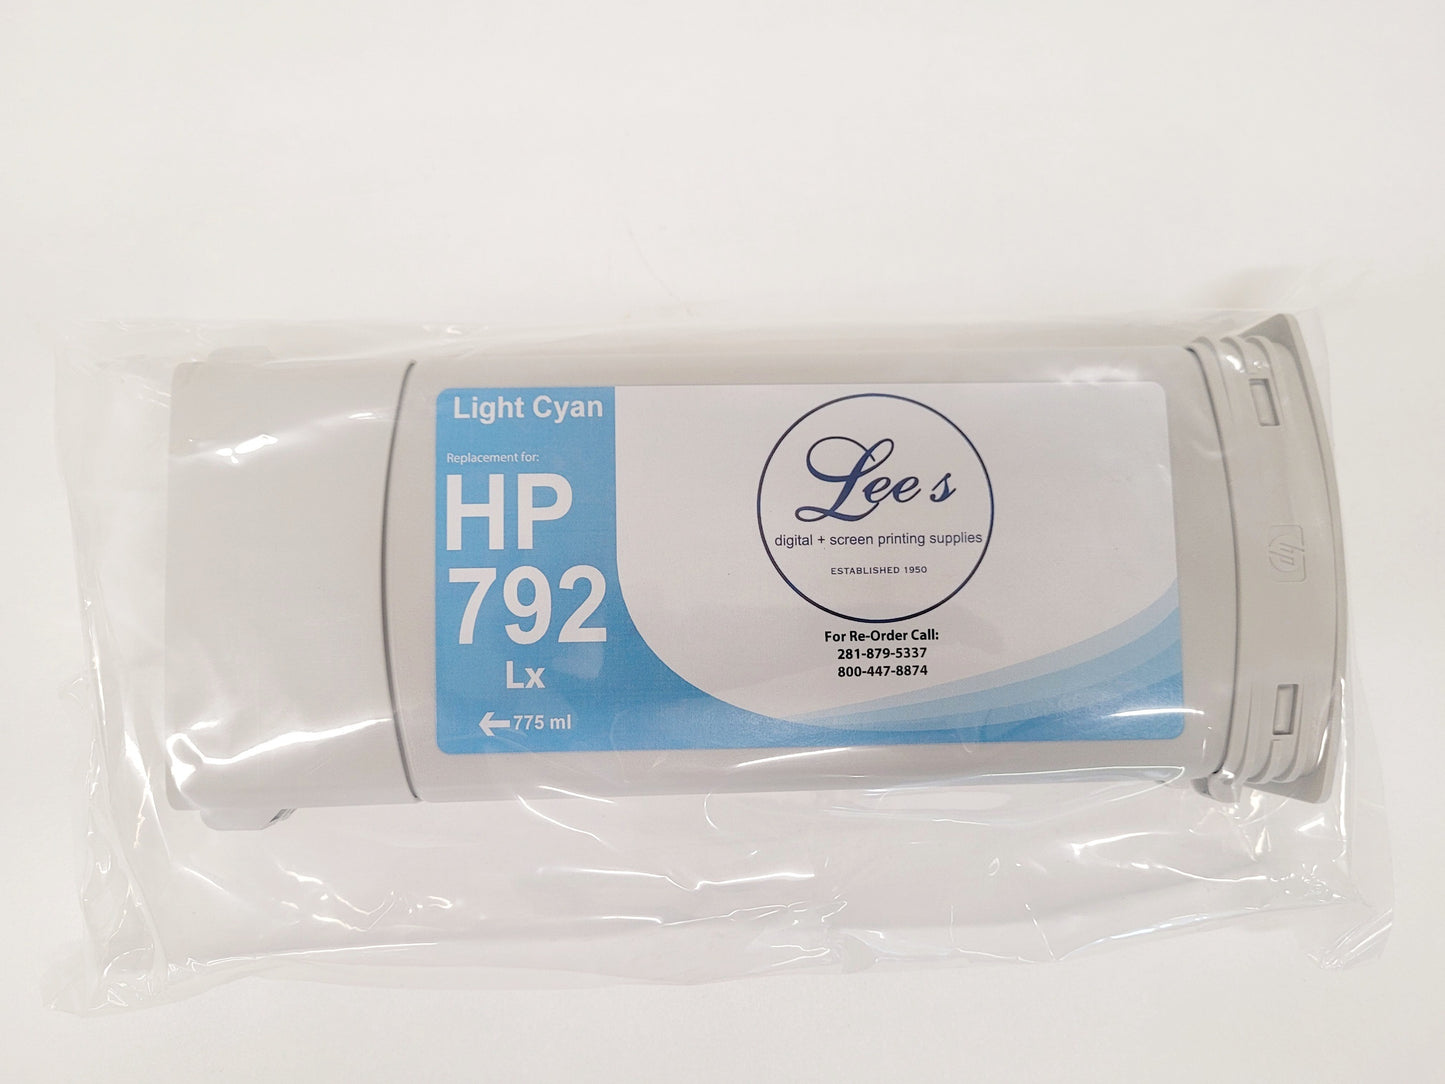 Light Cyan
Replacement for:
HP
792
Lx
←775 ml
Lee s
digital + screen printing supplies
ESTABLISHED 1950
For Re-Order Call:
281-879-5337
800-447-8874
hp